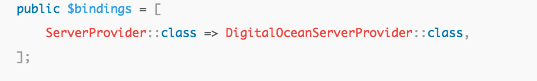 public $bindings = [
    ServerProvider::class => DigitalOceanServerProvider::class,
];